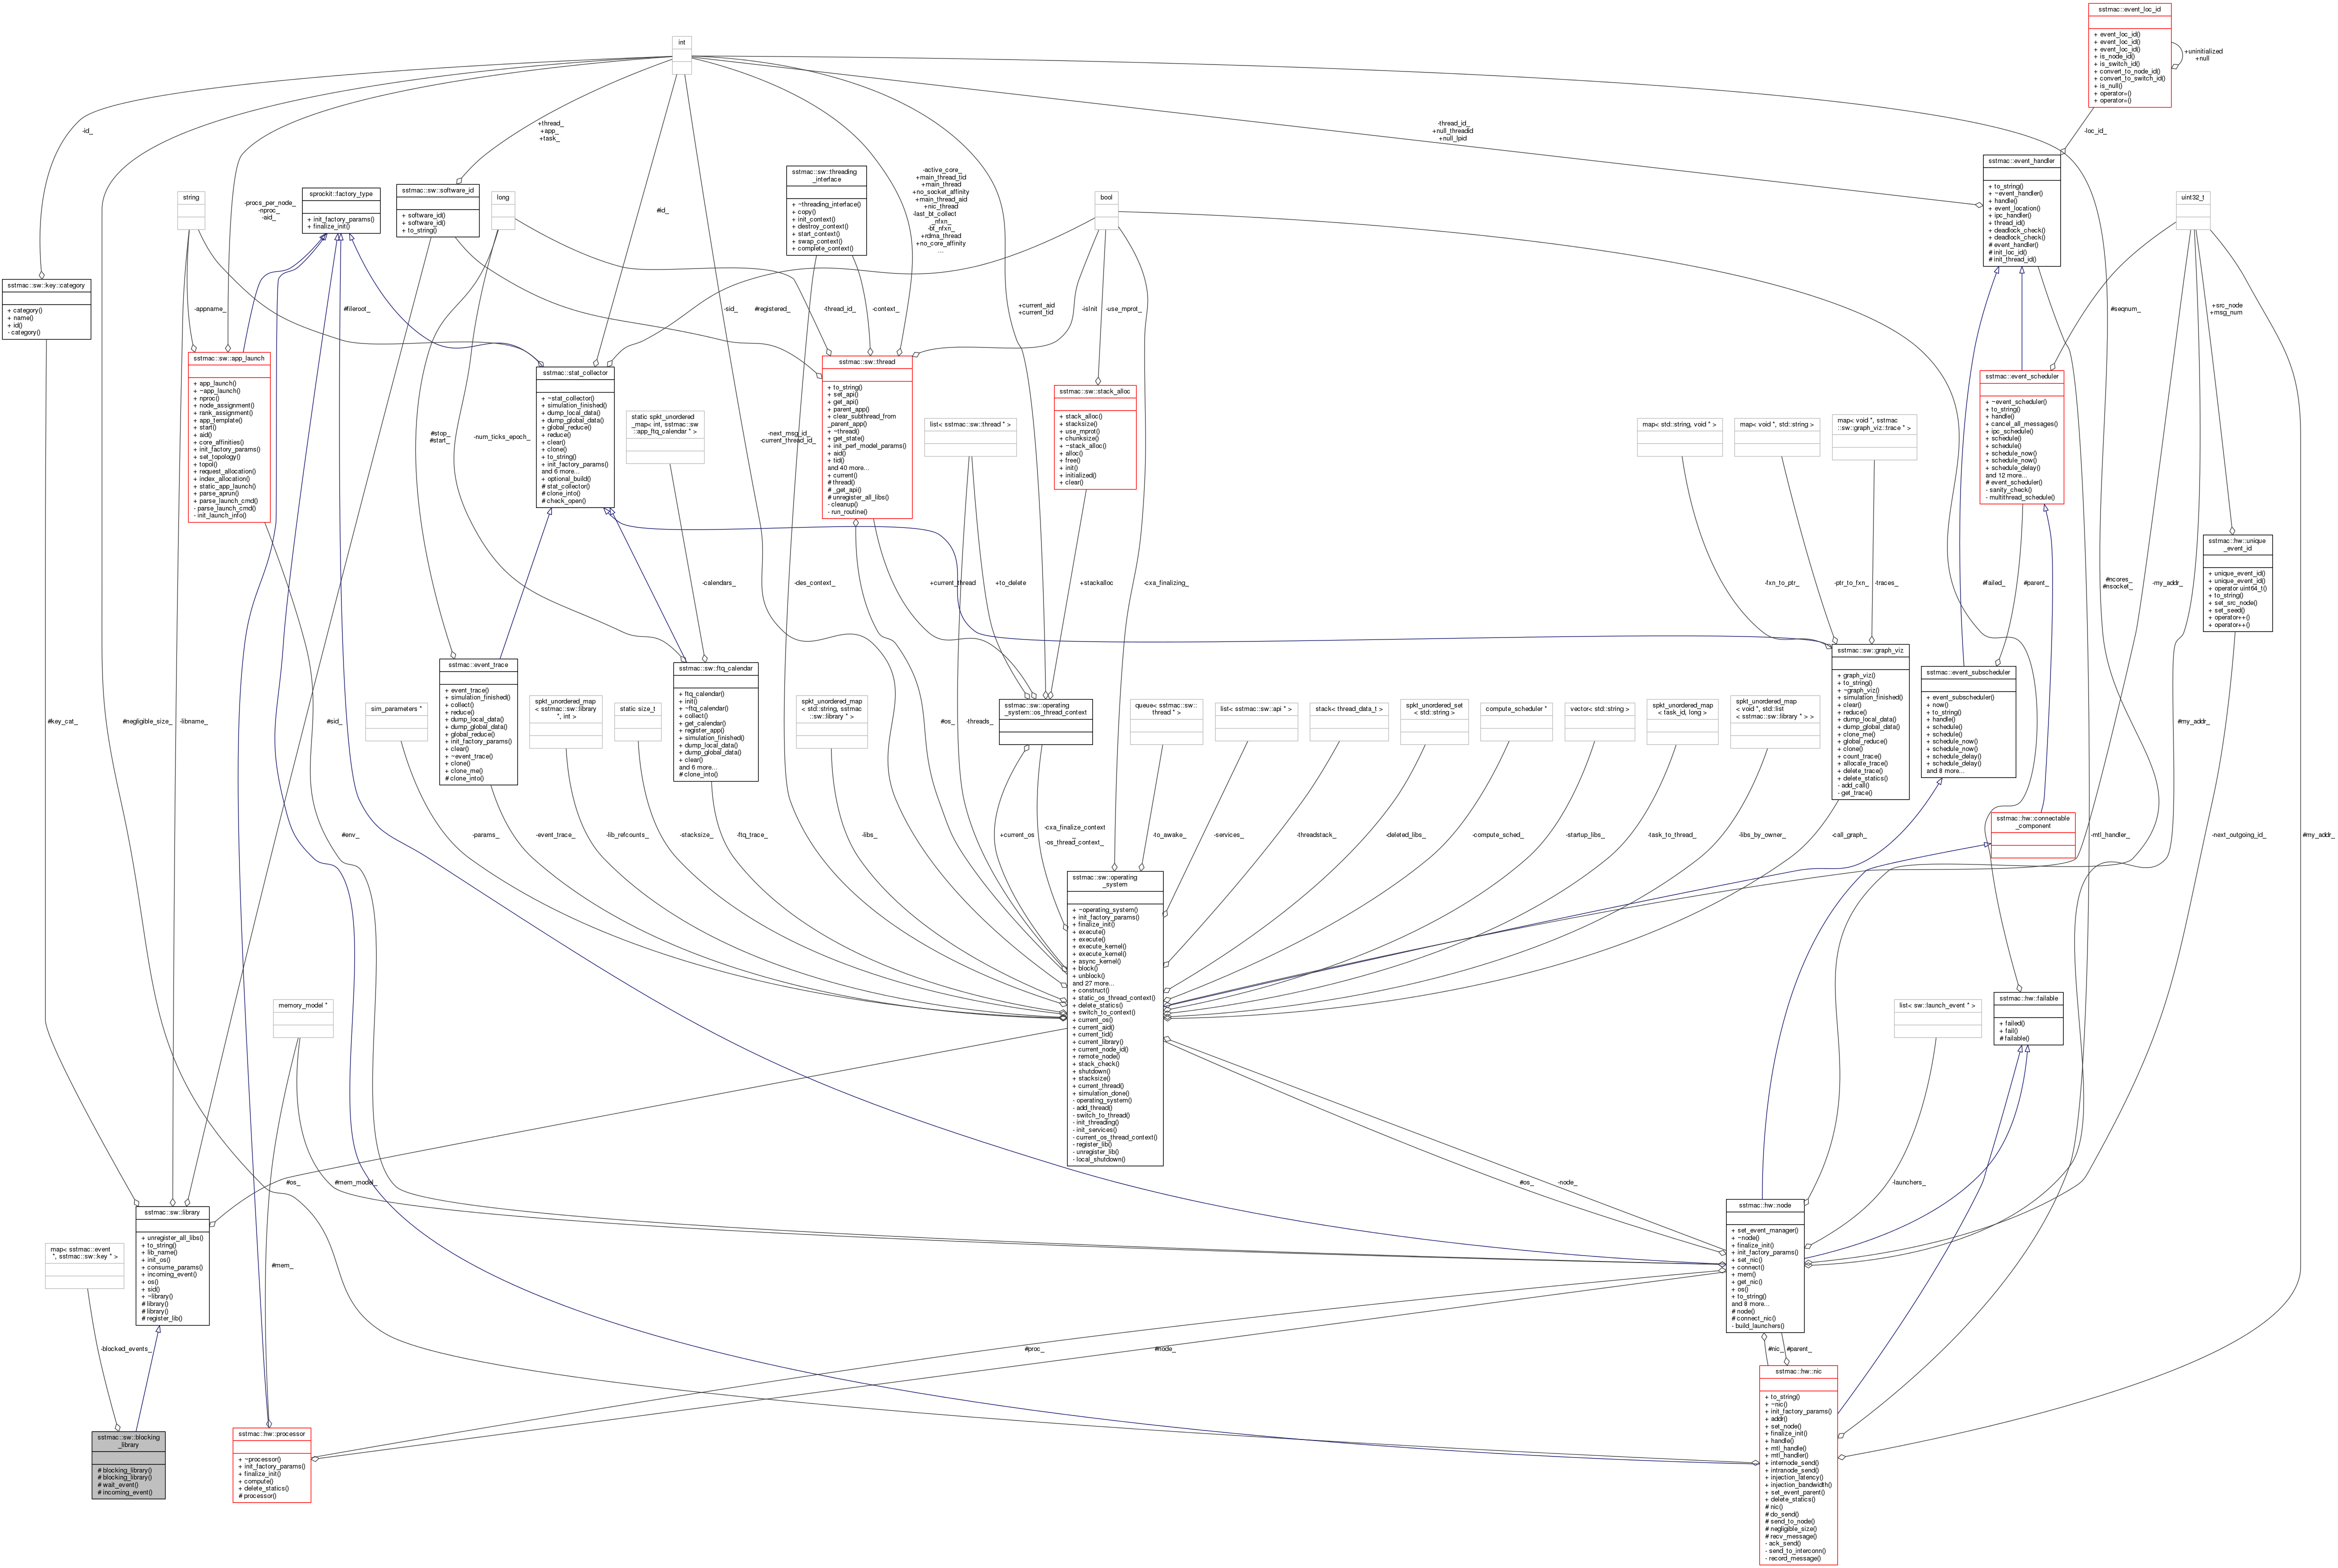 sstmac::event_loc_id
+ event_loc_id()
+ event_loc_id()
+ event_loc_id()
+ is_node_id()
+ is_switch_id()
+ convert_to_node_id()
+ convert_to_switch_id()
+ is_null()
+ operator=()
+ operator=()
+uninitialized
+null
int
-id_
+thread_
+app_
+task_
-thread_id_
+null_threadid
+null_lpid
-loc_id_
sstmac::event_handler
+ to_string()
+ ~event_handler()
+ handle()
+ event_location()
+ ipc_handler()
+ thread_id()
+ deadlock_check()
+ deadlock_check()
# event_handler()
# init_loc_id()
# init_thread_id()
string
sprockit::factory_type
+ init_factory_params()
+ finalize_init()
sstmac::sw::software_id
+ software_id()
+ software_id()
+ to_string()
long
sstmac::sw::threading
_interface
+ ~threading_interface()
+ copy()
+ init_context()
+ destroy_context()
+ start_context()
+ swap_context()
+ complete_context()
bool
uint32_t
-procs_per_node_
-nproc_
-aid_
#id_
-active_core_
+main_thread_tid
+main_thread
+no_socket_affinity
+main_thread_aid
+nic_thread
-last_bt_collect
_nfxn_
-bt_nfxn_
+rdma_thread
+no_core_affinity
...
sstmac::sw::key::category
+ category()
+ name()
+ id()
- category()
-appname_
#fileroot_
-sid_
#registered_
-thread_id_
-context_
+current_aid
+current_tid
-isInit
-use_mprot_
#seqnum_
+src_node
+msg_num
sstmac::sw::app_launch
+ app_launch()
+ ~app_launch()
+ nproc()
+ node_assignment()
+ rank_assignment()
+ app_template()
+ start()
+ aid()
+ core_affinities()
+ init_factory_params()
+ set_topology()
+ topol()
+ request_allocation()
+ index_allocation()
+ static_app_launch()
+ parse_aprun()
+ parse_launch_cmd()
- parse_launch_cmd()
- init_launch_info()
sstmac::stat_collector
+ ~stat_collector()
+ simulation_finished()
+ dump_local_data()
+ dump_global_data()
+ global_reduce()
+ reduce()
+ clear()
+ clone()
+ to_string()
+ init_factory_params()
and 6 more...
+ optional_build()
# stat_collector()
# clone_into()
# check_open()
sstmac::sw::thread
+ to_string()
+ set_api()
+ get_api()
+ parent_app()
+ clear_subthread_from
_parent_app()
+ ~thread()
+ get_state()
+ init_perf_model_params()
+ aid()
+ tid()
and 40 more...
+ current()
# thread()
# _get_api()
# unregister_all_libs()
- cleanup()
- run_routine()
sstmac::sw::stack_alloc
+ stack_alloc()
+ stacksize()
+ use_mprot()
+ chunksize()
+ ~stack_alloc()
+ alloc()
+ free()
+ init()
+ initialized()
+ clear()
sstmac::event_scheduler
+ ~event_scheduler()
+ to_string()
+ handle()
+ cancel_all_messages()
+ ipc_schedule()
+ schedule()
+ schedule()
+ schedule_now()
+ schedule_now()
+ schedule_delay()
and 12 more...
# event_scheduler()
- sanity_check()
- multithread_schedule()
#stop_
#start_
-num_ticks_epoch_
static spkt_unordered
_map< int, sstmac::sw
::app_ftq_calendar * >
-next_msg_id_
-current_thread_id_
list< sstmac::sw::thread * >
map< std::string, void * >
map< void *, std::string >
map< void *, sstmac
::sw::graph_viz::trace * >
sstmac::hw::unique
_event_id
+ unique_event_id()
+ unique_event_id()
+ operator uint64_t()
+ to_string()
+ set_src_node()
+ set_seed()
+ operator++()
+ operator++()
-calendars_
-des_context_
+current_thread
+to_delete
+stackalloc
-cxa_finalizing_
-fxn_to_ptr_
-ptr_to_fxn_
-traces_
#failed_
#parent_
#ncores_
#nsocket_
-my_addr_
sstmac::event_trace
+ event_trace()
+ simulation_finished()
+ collect()
+ reduce()
+ dump_local_data()
+ dump_global_data()
+ global_reduce()
+ init_factory_params()
+ clear()
+ ~event_trace()
+ clone()
+ clone_me()
# clone_into()
sstmac::sw::ftq_calendar
+ ftq_calendar()
+ init()
+ ~ftq_calendar()
+ collect()
+ get_calendar()
+ register_app()
+ simulation_finished()
+ dump_local_data()
+ dump_global_data()
+ clear()
and 6 more...
# clone_into()
sstmac::sw::graph_viz
+ graph_viz()
+ to_string()
+ ~graph_viz()
+ simulation_finished()
+ clear()
+ reduce()
+ dump_local_data()
+ dump_global_data()
+ clone_me()
+ global_reduce()
+ clone()
+ count_trace()
+ allocate_trace()
+ delete_trace()
+ delete_statics()
- add_call()
- get_trace()
sstmac::event_subscheduler
+ event_subscheduler()
+ now()
+ to_string()
+ handle()
+ schedule()
+ schedule()
+ schedule_now()
+ schedule_now()
+ schedule_delay()
+ schedule_delay()
and 8 more...
#key_cat_
#negligible_size_
-libname_
#sid_
sim_parameters *
spkt_unordered_map
< sstmac::sw::library
*, int >
static size_t
spkt_unordered_map
< std::string, sstmac
::sw::library * >
#os_
-threads_
sstmac::sw::operating
_system::os_thread_context
queue< sstmac::sw::
thread * >
list< sstmac::sw::api * >
stack< thread_data_t >
spkt_unordered_set
< std::string >
compute_scheduler *
vector< std::string >
spkt_unordered_map
< task_id, long >
spkt_unordered_map
< void *, std::list
< sstmac::sw::library * > >
#my_addr_
sstmac::hw::connectable
_component
#env_
-params_
-event_trace_
-lib_refcounts_
-stacksize_
-ftq_trace_
-libs_
+current_os
-cxa_finalize_context
_
-os_thread_context_
-to_awake_
-services_
-threadstack_
-deleted_libs_
-compute_sched_
-startup_libs_
-task_to_thread_
-libs_by_owner_
-call_graph_
-mtl_handler_
-next_outgoing_id_
#my_addr_
sstmac::sw::operating
_system
+ ~operating_system()
+ init_factory_params()
+ finalize_init()
+ execute()
+ execute()
+ execute_kernel()
+ execute_kernel()
+ async_kernel()
+ block()
+ unblock()
and 27 more...
+ construct()
+ static_os_thread_context()
+ delete_statics()
+ switch_to_context()
+ current_os()
+ current_aid()
+ current_tid()
+ current_library()
+ current_node_id()
+ remote_node()
+ stack_check()
+ shutdown()
+ stacksize()
+ current_thread()
+ simulation_done()
- operating_system()
- add_thread()
- switch_to_thread()
- init_threading()
- init_services()
- current_os_thread_context()
- register_lib()
- unregister_lib()
- local_shutdown()
memory_model *
list< sw::launch_event * >
sstmac::hw::failable
+ failed()
+ fail()
# failable()
#os_
#mem_model_
#os_
-node_
-launchers_
sstmac::sw::library
+ unregister_all_libs()
+ to_string()
+ lib_name()
+ init_os()
+ consume_params()
+ incoming_event()
+ os()
+ sid()
+ ~library()
# library()
# library()
# register_lib()
sstmac::hw::node
+ set_event_manager()
+ ~node()
+ finalize_init()
+ init_factory_params()
+ set_nic()
+ connect()
+ mem()
+ get_nic()
+ os()
+ to_string()
and 8 more...
# node()
# connect_nic()
- build_launchers()
map< sstmac::event
*, sstmac::sw::key * >
#mem_
-blocked_events_
#proc_
#node_
#nic_
#parent_
sstmac::sw::blocking
_library
# blocking_library()
# blocking_library()
# wait_event()
# incoming_event()
sstmac::hw::processor
+ ~processor()
+ init_factory_params()
+ finalize_init()
+ compute()
+ delete_statics()
# processor()
sstmac::hw::nic
+ to_string()
+ ~nic()
+ init_factory_params()
+ addr()
+ set_node()
+ finalize_init()
+ handle()
+ mtl_handle()
+ mtl_handler()
+ internode_send()
+ intranode_send()
+ injection_latency()
+ injection_bandwidth()
+ set_event_parent()
+ delete_statics()
# nic()
# do_send()
# send_to_node()
# negligible_size()
# recv_message()
- ack_send()
- send_to_interconn()
- record_message()